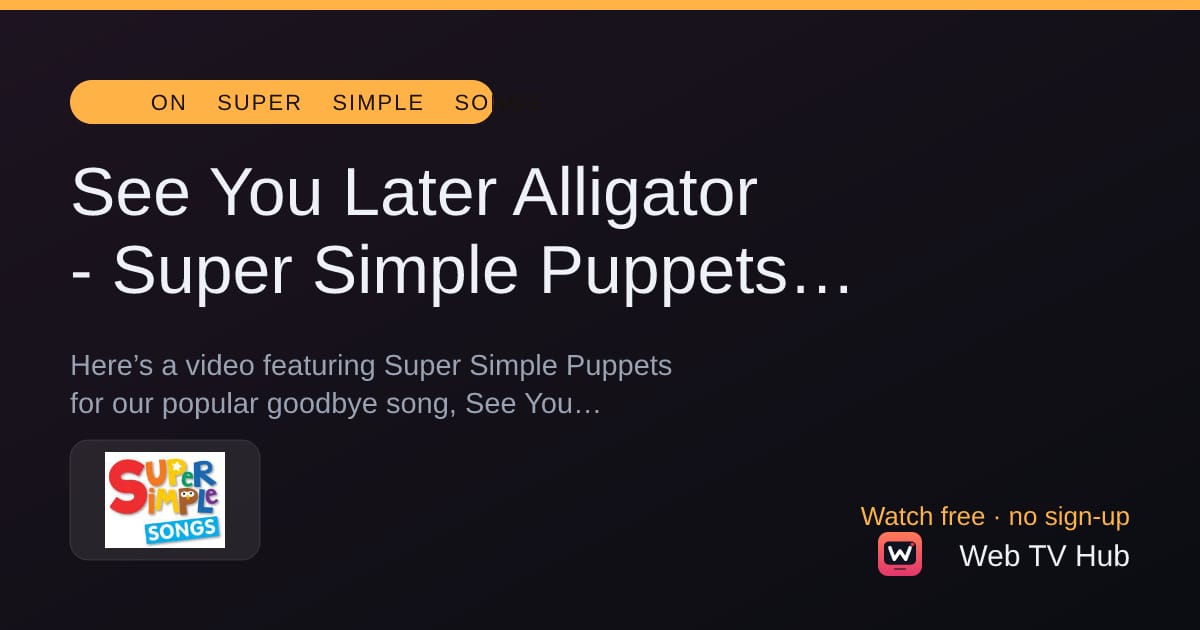 ON SUPER SIMPLE SONGS
See You Later Alligator
- Super Simple Puppets…
Here’s a video featuring Super Simple Puppets
for our popular goodbye song, See You…
SUPER
SiMPLe
SONGS
Watch free · no sign-up
W Web TV Hub